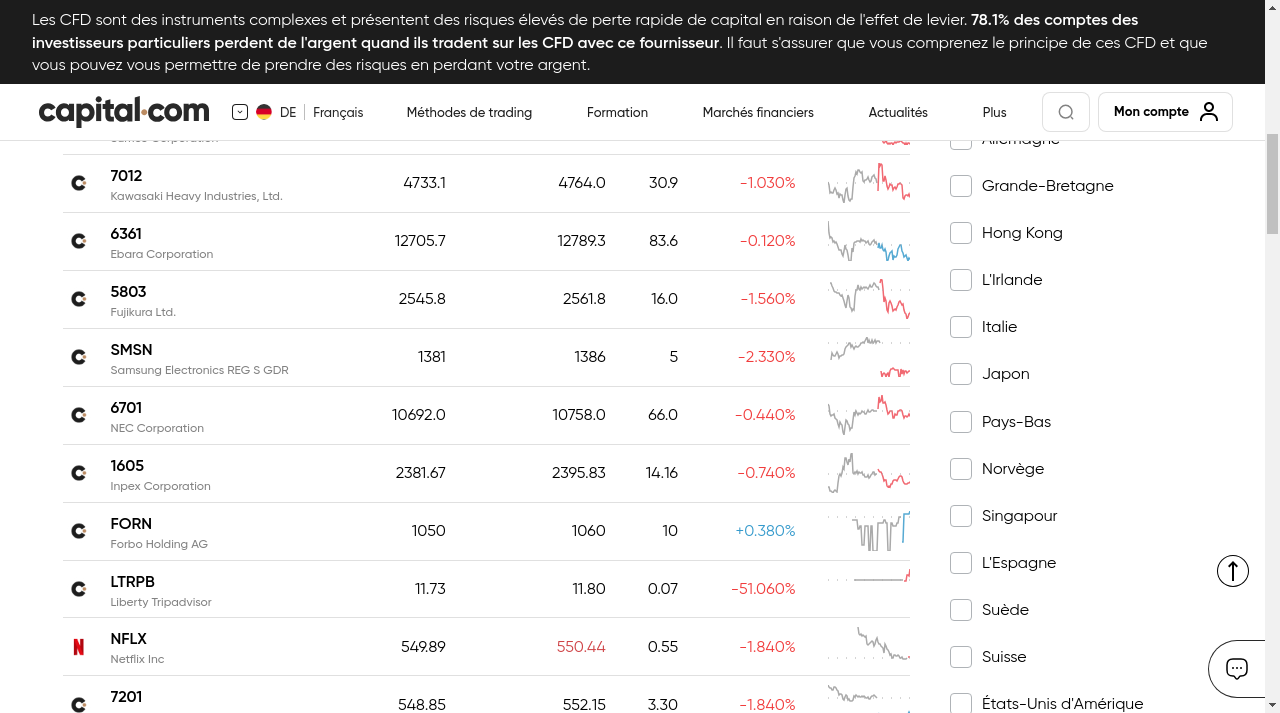 Les CFD sont des instruments complexes et présentent des risques élevés de perte rapide de capital en raison de l'effet de levier. 78.1% des comptes des
investisseurs particuliers perdent de l'argent quand ils tradent sur les CFD avec ce fournisseur. Il faut s'assurer que vous comprenez le principe de ces CFD et que
vous pouvez vous permettre de prendre des risques en perdant votre argent.
capital.com DE Français Méthodes de trading Formation Marchés financiers Actualités Plus Mon compte
Allemagne
7012 4733.1 4764.0 30.9 -1.030%
Kawasaki Heavy Industries, Ltd.
Grande-Bretagne
6361 12705.7 12789.3 83.6 -0.120%
Ebara Corporation
Hong Kong
5803 2545.8 2561.8 16.0 -1.560%
Fujikura Ltd.
L'Irlande
Italie
SMSN 1381 1386 5 -2.330%
Samsung Electronics REG S GDR
Japon
6701 10692.0 10758.0 66.0 -0.440%
NEC Corporation
Pays-Bas
1605 2381.67 2395.83 14.16 -0.740%
Inpex Corporation
Norvège
FORN 1050 1060 10 +0.380%
Forbo Holding AG
Singapour
L'Espagne
LTRPB 11.73 11.80 0.07 -51.060%
Liberty Tripadvisor
Suède
NFLX 549.89 550.44 0.55 -1.840%
Netflix Inc
Suisse
7201 548.85 552.15 3.30 -1.840%
États-Unis d'Amérique